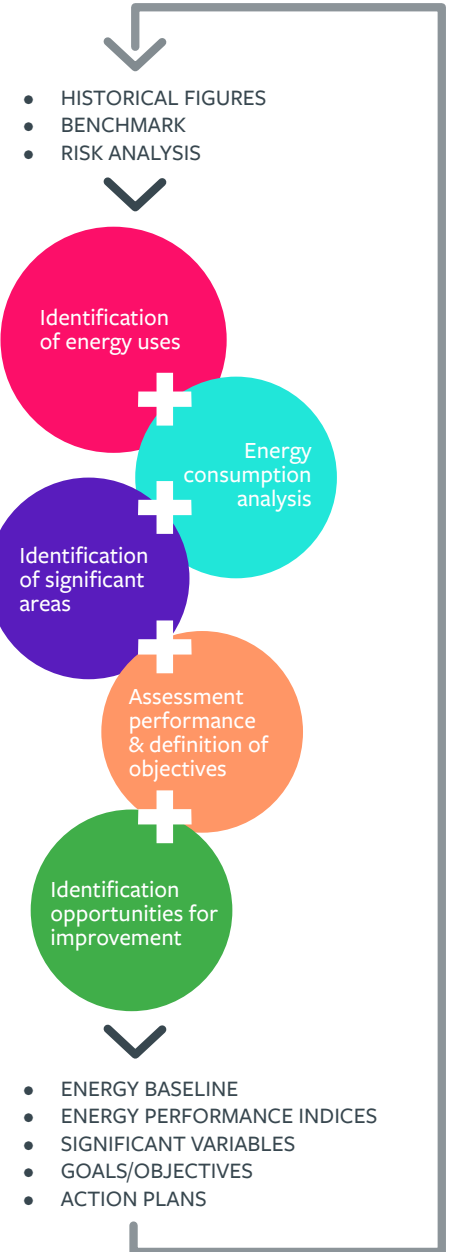 ● HISTORICAL FIGURES
● BENCHMARK
● RISK ANALYSIS
Identification
of energy uses
Energy
consumption
analysis
Identification
of significant
areas
Assessment
performance
& definition of
objectives
Identification
opportunities for
improvement
● ENERGY BASELINE
● ENERGY PERFORMANCE INDICES
● SIGNIFICANT VARIABLES
● GOALS/OBJECTIVES
● ACTION PLANS